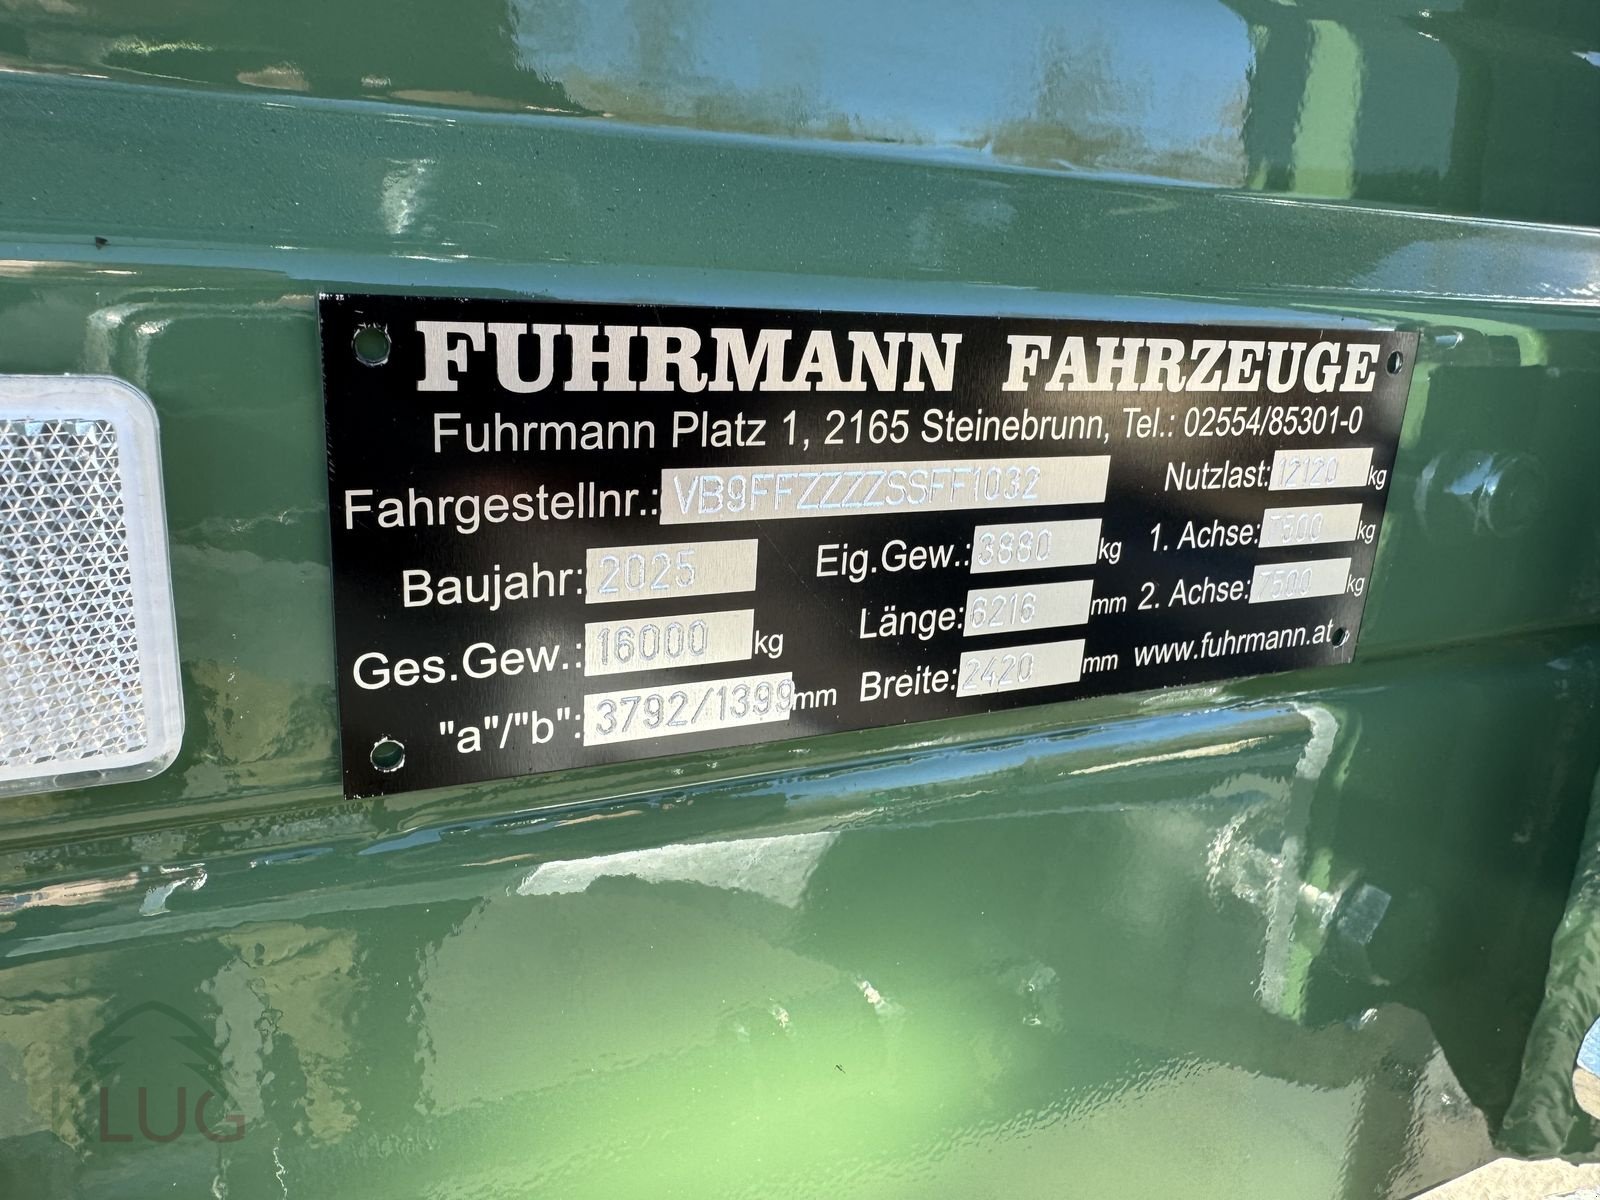 FUHRMANN FAHRZEUGE
Fuhrmann Platz 1, 2165 Steinebrunn, Tel.: 02554/85301-0
Fahrgestellnr.: VB9FFZZZZSSFF1032
Nutzlast: 12120 kg
Baujahr: 2025
Eig.Gew.: 3880 kg
1. Achse: 7500 kg
Ges.Gew.: 16000 kg
Länge: 6216 mm
2. Achse: 7500 kg
"a"/"b": 3792/1399 mm
Breite: 2420 mm
www.fuhrmann.at
KLUG